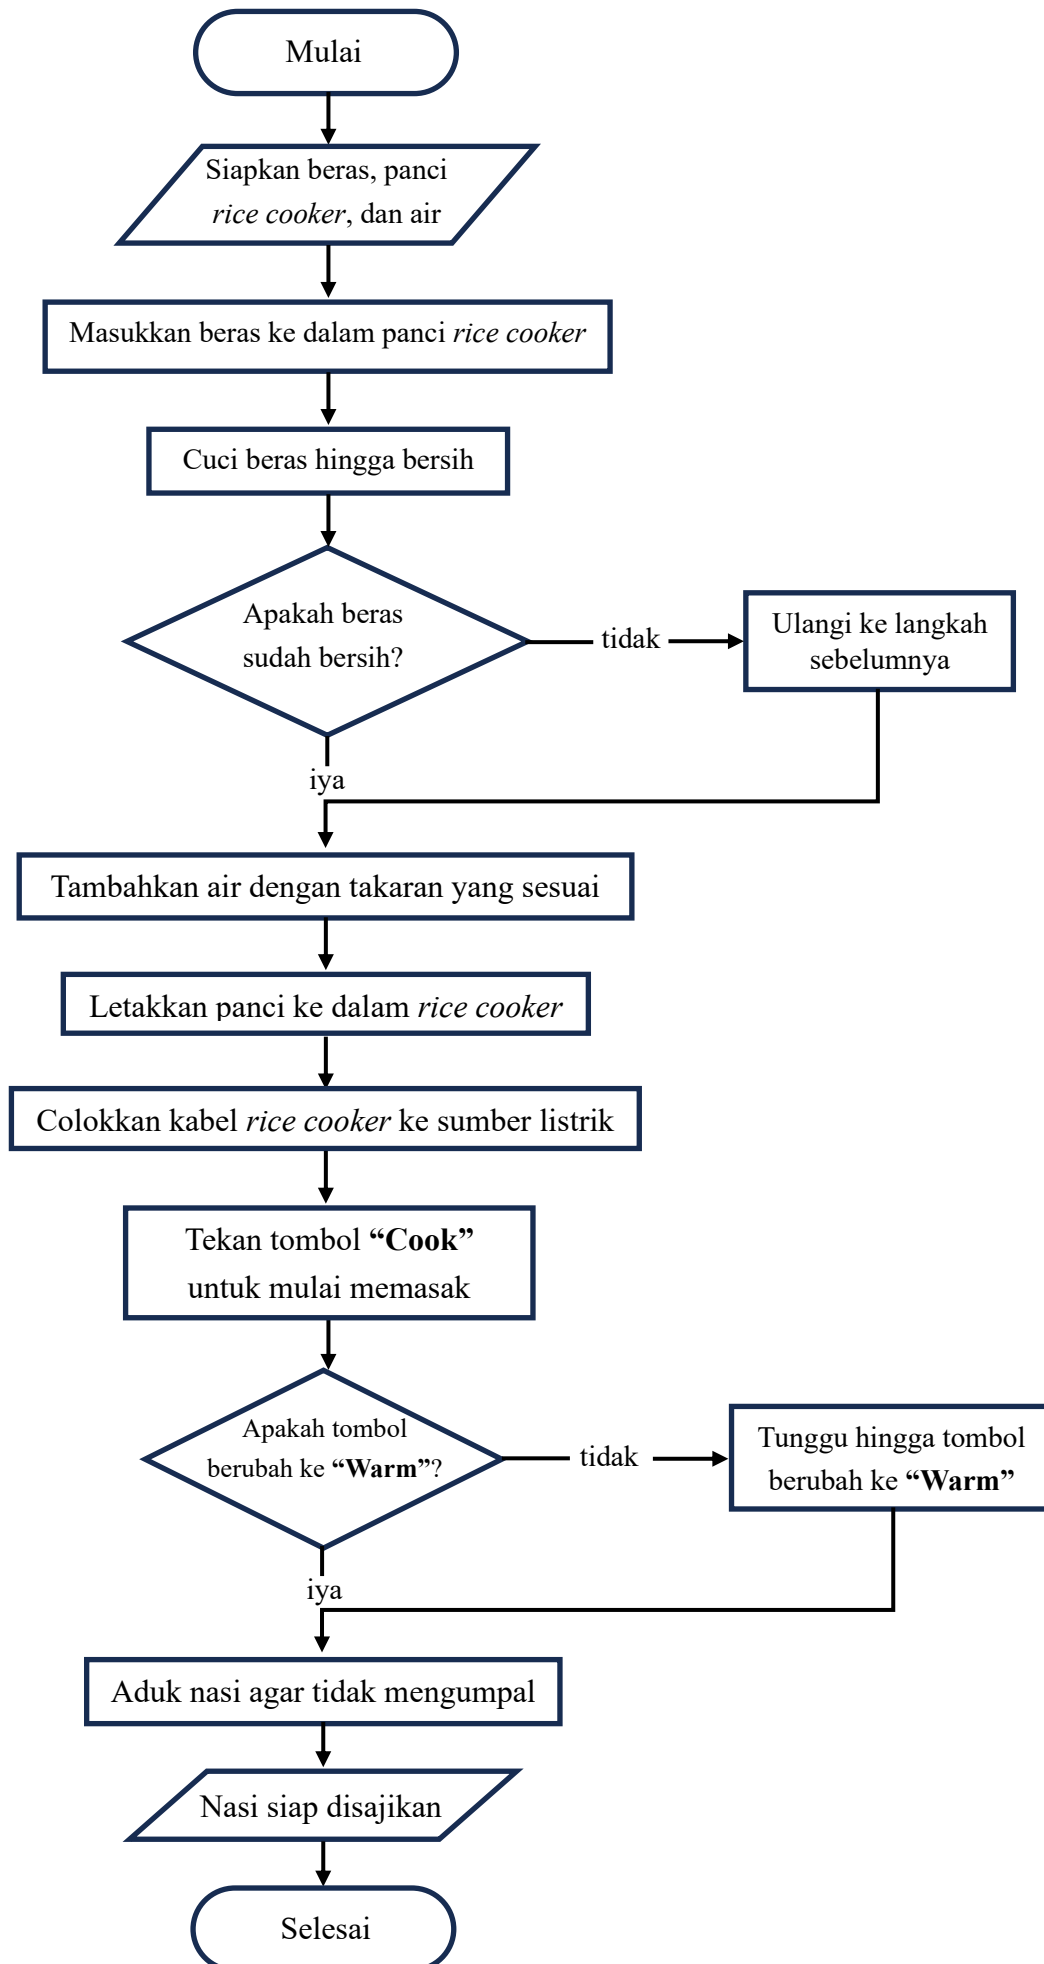 Mulai
Siapkan beras, panci
rice cooker, dan air
Masukkan beras ke dalam panci rice cooker
Cuci beras hingga bersih
Apakah beras
sudah bersih?
tidak
Ulangi ke langkah
sebelumnya
iya
Tambahkan air dengan takaran yang sesuai
Letakkan panci ke dalam rice cooker
Colokkan kabel rice cooker ke sumber listrik
Tekan tombol “Cook”
untuk mulai memasak
Apakah tombol
berubah ke “Warm”?
tidak
Tunggu hingga tombol
berubah ke “Warm”
iya
Aduk nasi agar tidak mengumpal
Nasi siap disajikan
Selesai